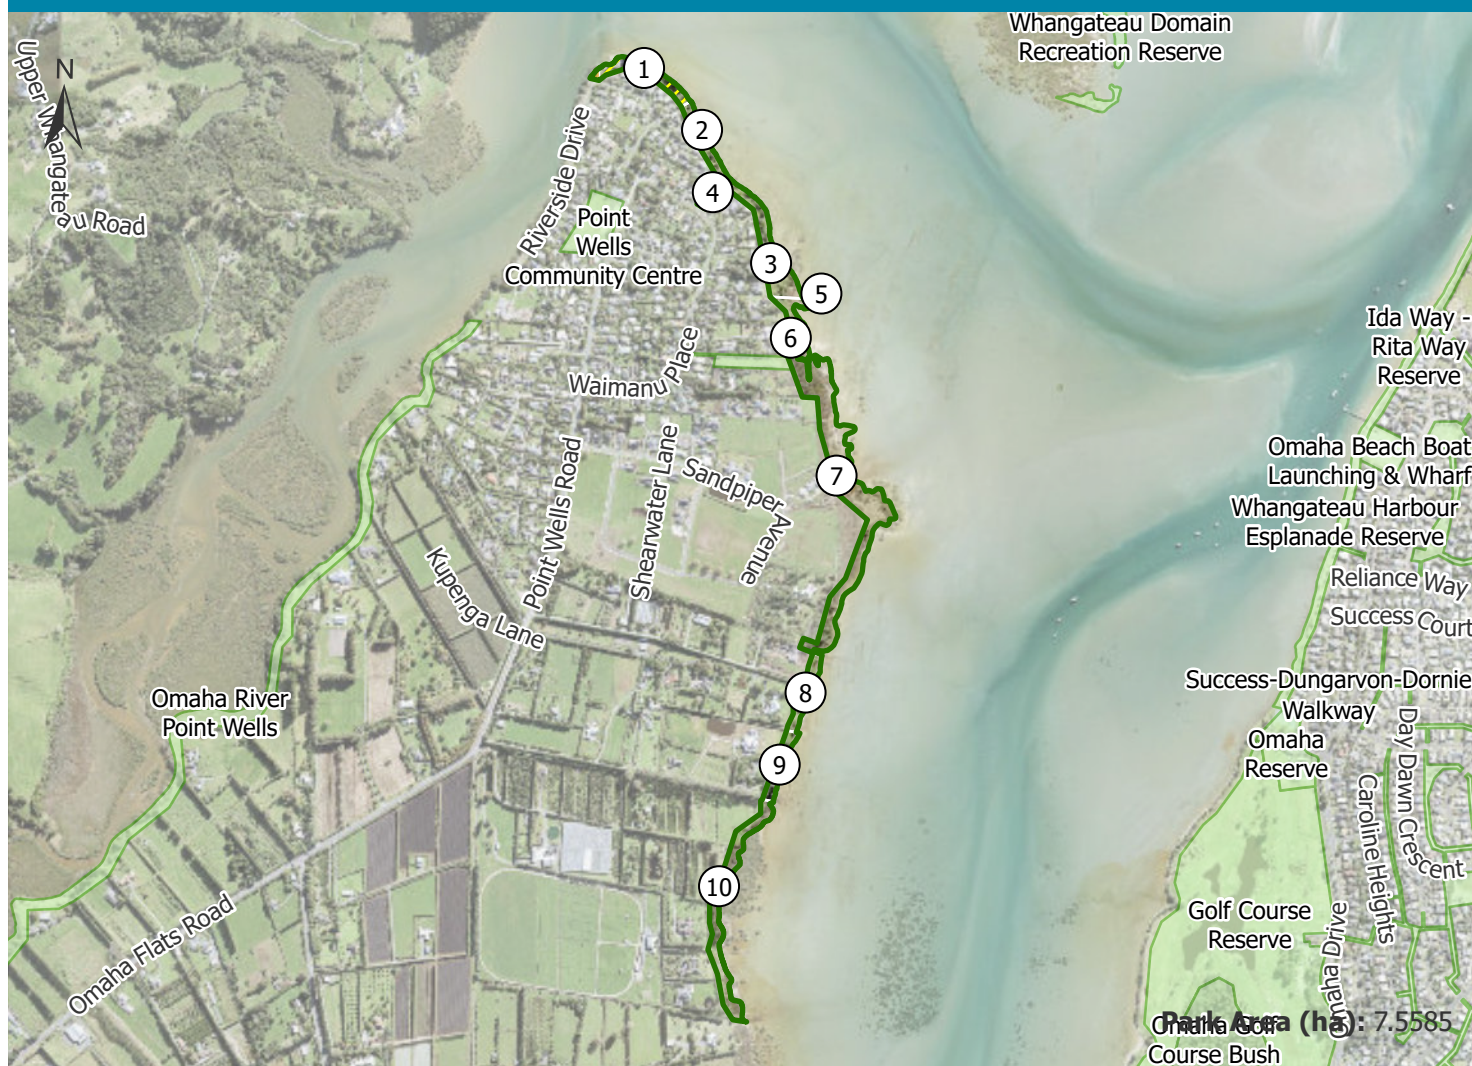 Whangateau Domain
Recreation Reserve
Upper Whangateau Road
N
1
2
Riverside Drive
4
Point
Wells
Community Centre
3
5
6
Ida Way -
Rita Way
Reserve
Waimanu Place
Omaha Beach Boat
Launching & Wharf
Point Wells Road
Shearwater Lane
Sandpiper Avenue
7
Whangateau Harbour
Esplanade Reserve
Kupenga Lane
Reliance Way
Success Court
Omaha River
Point Wells
8
Success-Dungarvon-Dornie
Walkway
Omaha
Reserve
Day Dawn Crescent
Caroline Heights
9
10
Omaha Flats Road
Golf Course
Reserve
Omaha Drive
Park Area (ha): 7.5585
Omaha Golf
Course Bush